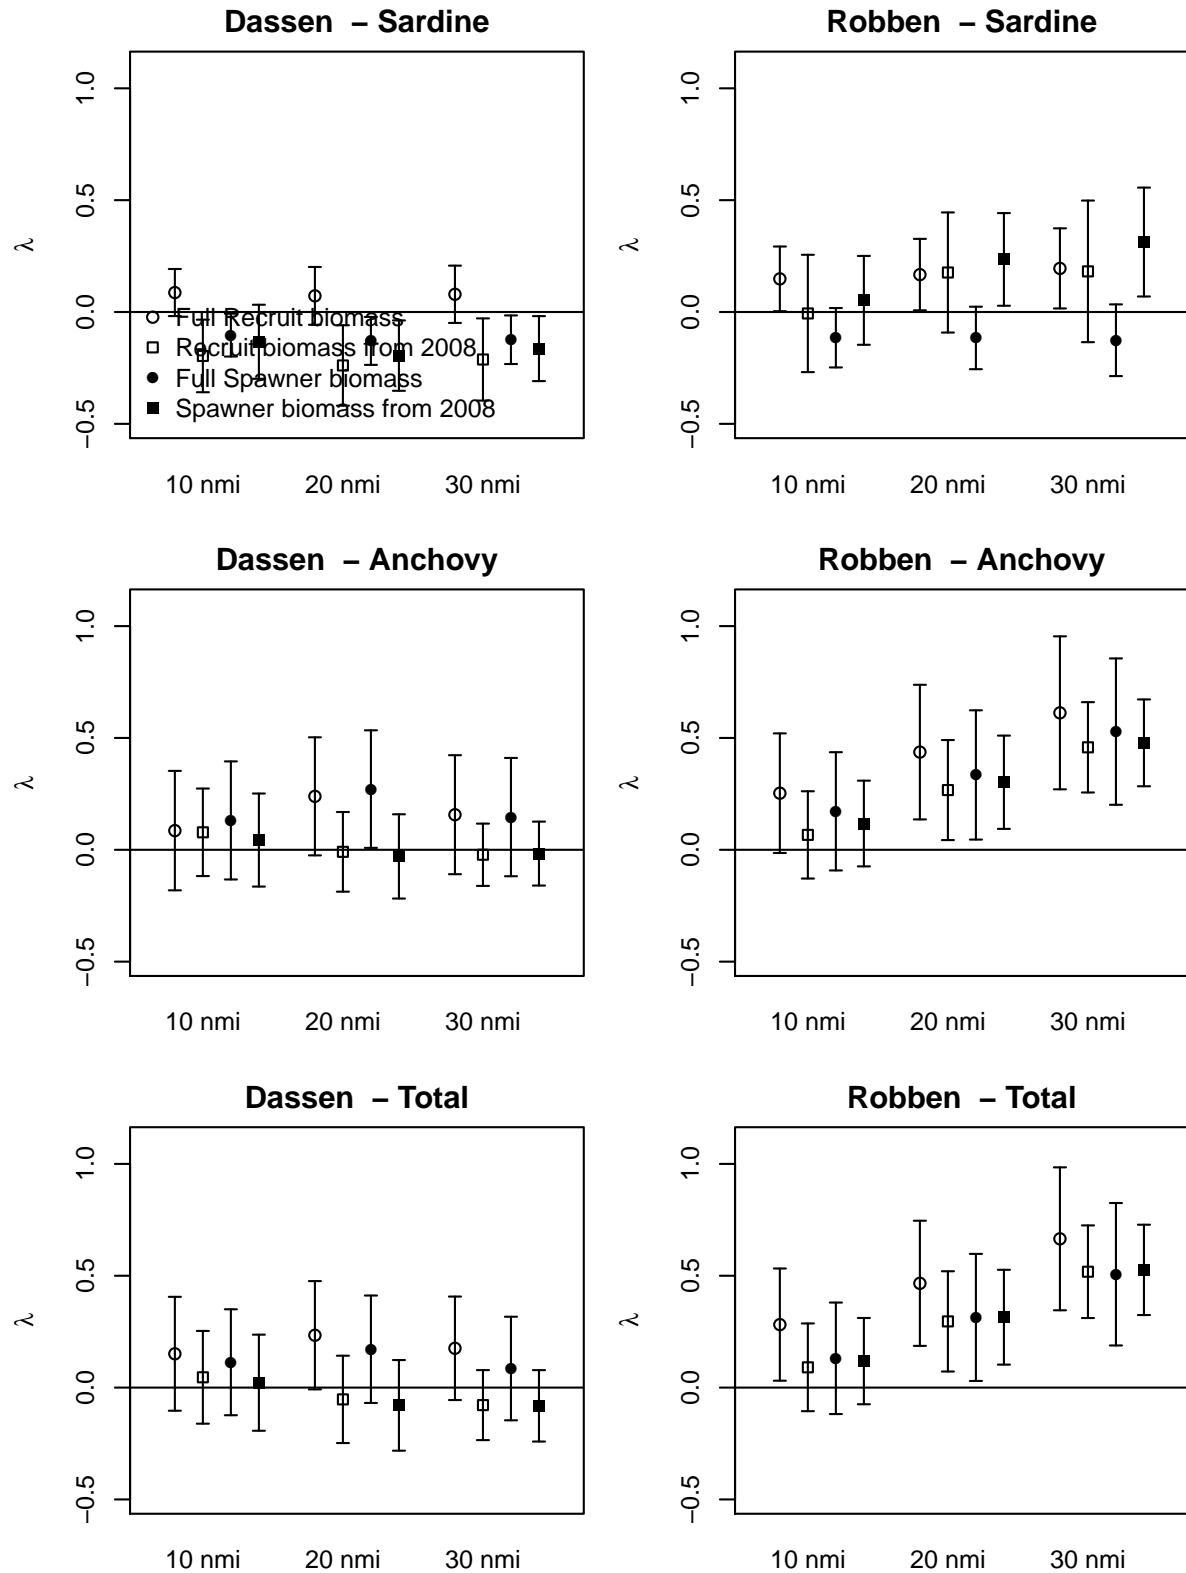 Dassen – Sardine
1.0
0.5
0.0
−0.5
λ
Full Recruit biomass
Recruit biomass from 2008
Full Spawner biomass
Spawner biomass from 2008
10 nmi 20 nmi 30 nmi
Robben – Sardine
1.0
0.5
0.0
−0.5
λ
10 nmi 20 nmi 30 nmi
Dassen – Anchovy
1.0
0.5
0.0
−0.5
λ
10 nmi 20 nmi 30 nmi
Robben – Anchovy
1.0
0.5
0.0
−0.5
λ
10 nmi 20 nmi 30 nmi
Dassen – Total
1.0
0.5
0.0
−0.5
λ
10 nmi 20 nmi 30 nmi
Robben – Total
1.0
0.5
0.0
−0.5
λ
10 nmi 20 nmi 30 nmi